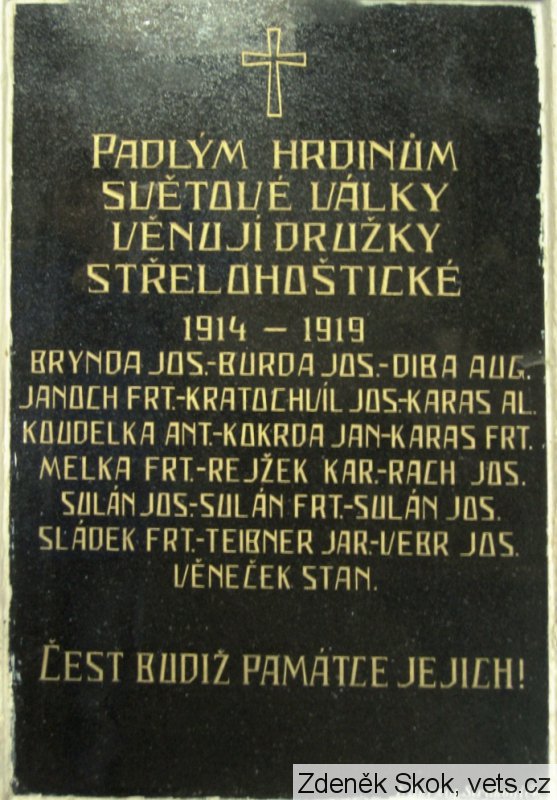 PADLÝM HRDINŮM
SVĚTOVÉ VÁLKY
VĚNUJÍ DRUŽKY
STŘELOHOŠTICKÉ
1914 – 1919
BRYNDA JOS.-BURDA JOS.-DIBA AUG.
JANOCH FRT.-KRATOCHVÍL JOS.-KARAS AL.
KOUDELKA ANT.-KOKRDA JAN-KARAS FRT.
MELKA FRT.-REJŽEK KAR.-RACH JOS.
SULÁN JOS.-SULÁN FRT.-SULÁN JOS.
SLÁDEK FRT.-TEIBNER JAR.-VEBR JOS.
VĚNEČEK STAN.
ČEST BUDIŽ PAMÁTCE JEJICH!
Zdeněk Skok, vets.cz